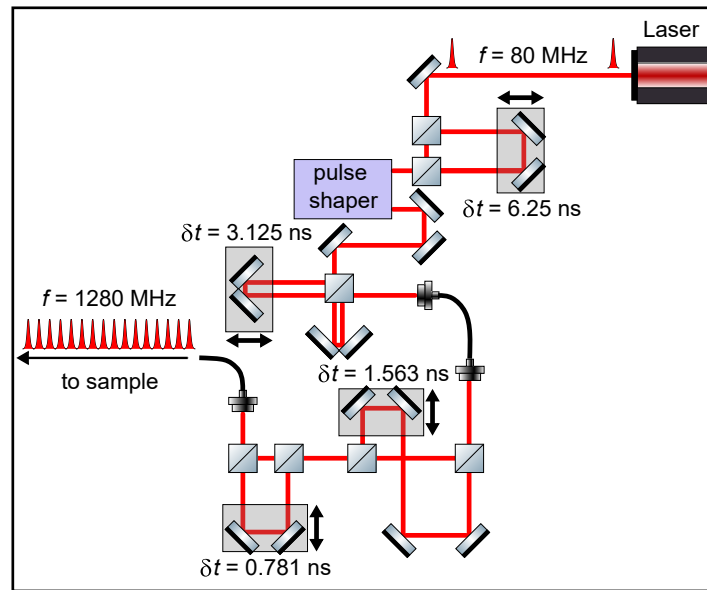 Laser
f = 80 MHz
pulse
shaper
δt = 6.25 ns
δt = 3.125 ns
f = 1280 MHz
to sample
δt = 1.563 ns
δt = 0.781 ns